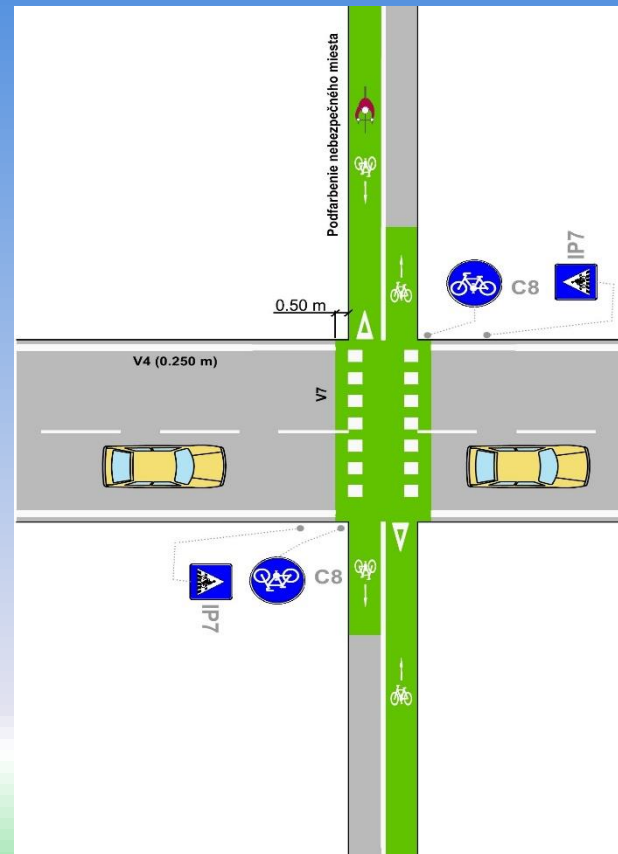 Podfarbenie nebezpečného miesta
IP7
C8
0.50 m
V4 (0.250 m)
V7
C8
IP7